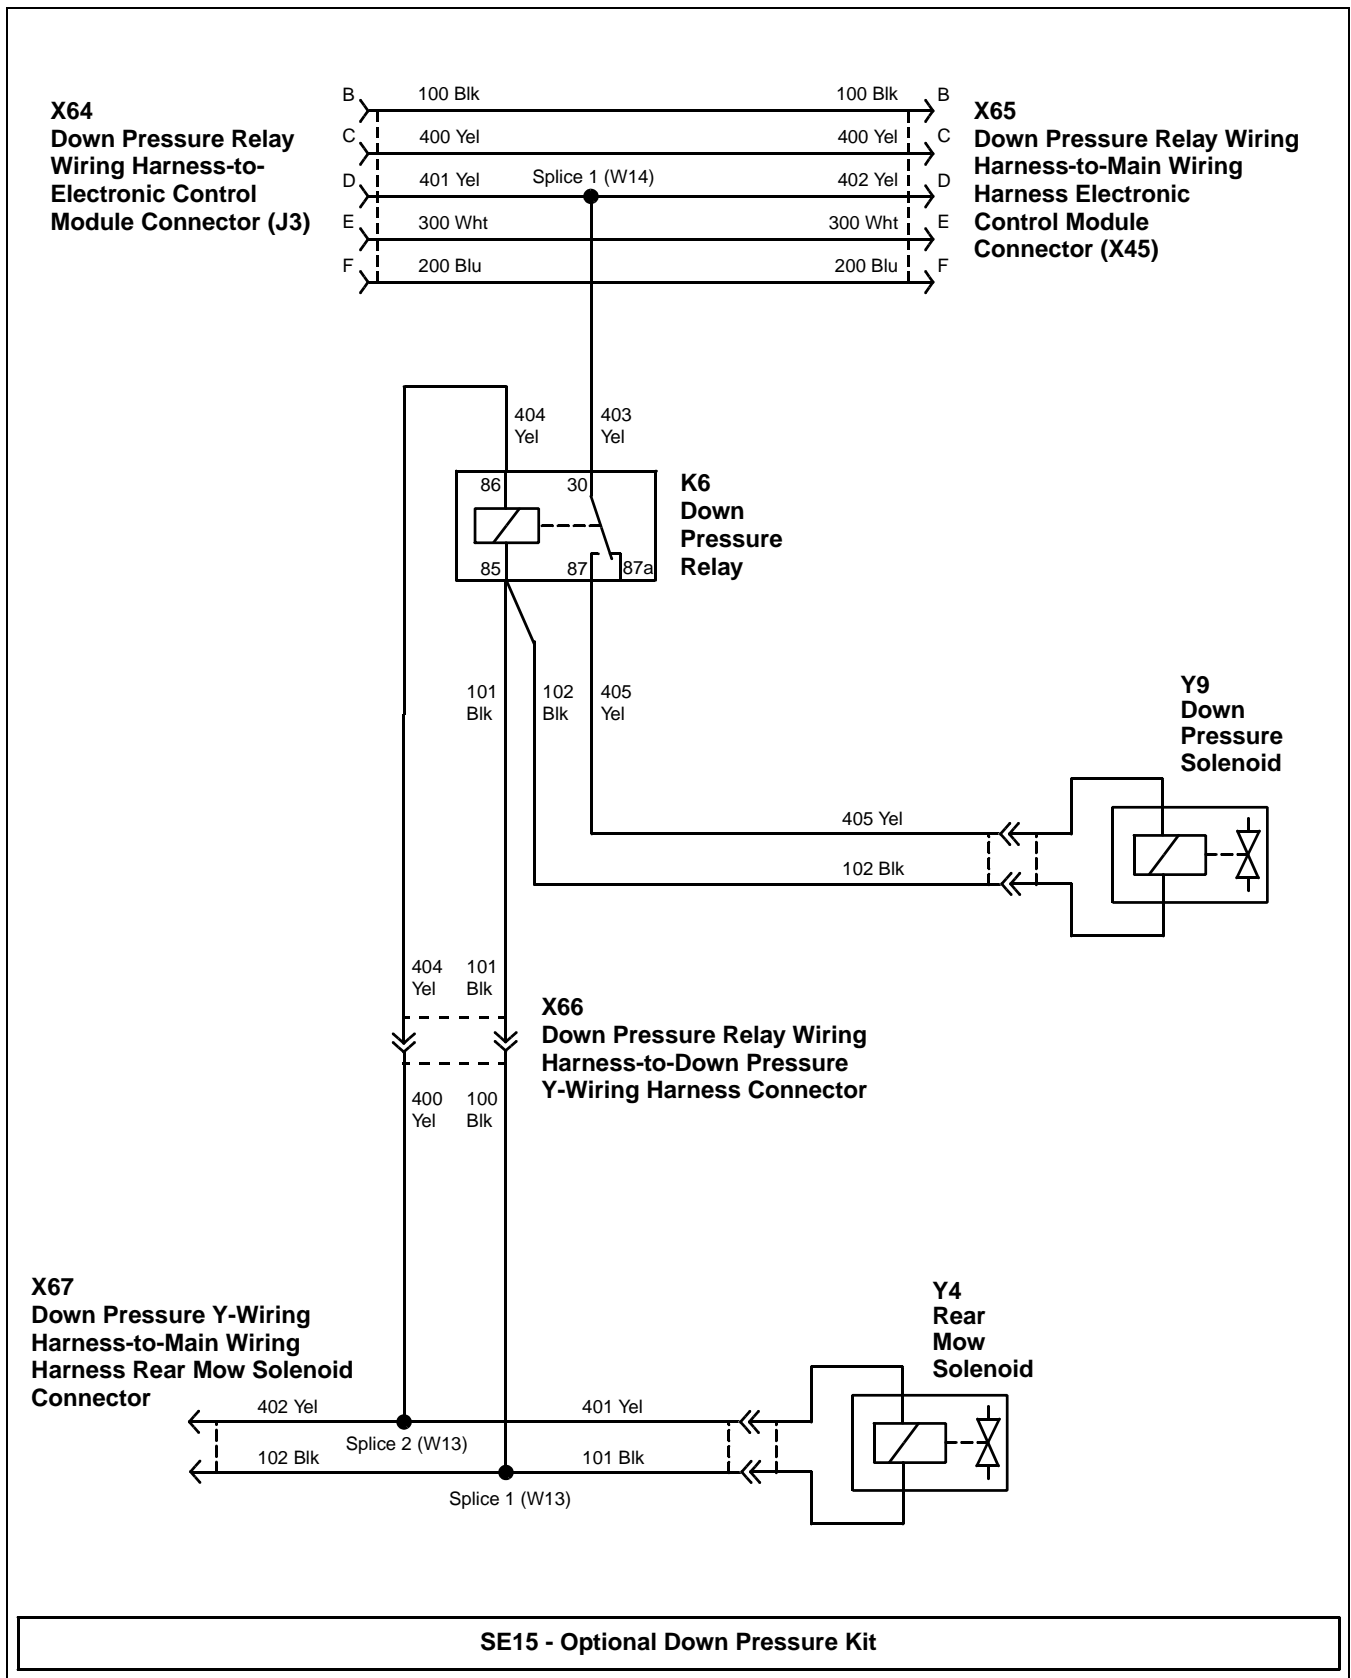 B 100 Blk 100 Blk B
X64
Down Pressure Relay
Wiring Harness-to-
Electronic Control
Module Connector (J3)
X65
Down Pressure Relay Wiring
Harness-to-Main Wiring
Harness Electronic
Control Module
Connector (X45)
C 400 Yel 400 Yel C
D 401 Yel Splice 1 (W14) 402 Yel D
E 300 Wht 300 Wht E
F 200 Blu 200 Blu F
404
Yel
403
Yel
86 30
85 87 87a
K6
Down
Pressure
Relay
101
Blk
102
Blk
405
Yel
Y9
Down
Pressure
Solenoid
405 Yel
102 Blk
404
Yel
101
Blk
X66
Down Pressure Relay Wiring
Harness-to-Down Pressure
Y-Wiring Harness Connector
400
Yel
100
Blk
X67
Down Pressure Y-Wiring
Harness-to-Main Wiring
Harness Rear Mow Solenoid
Connector
Y4
Rear
Mow
Solenoid
402 Yel 401 Yel
Splice 2 (W13)
102 Blk 101 Blk
Splice 1 (W13)
SE15 - Optional Down Pressure Kit